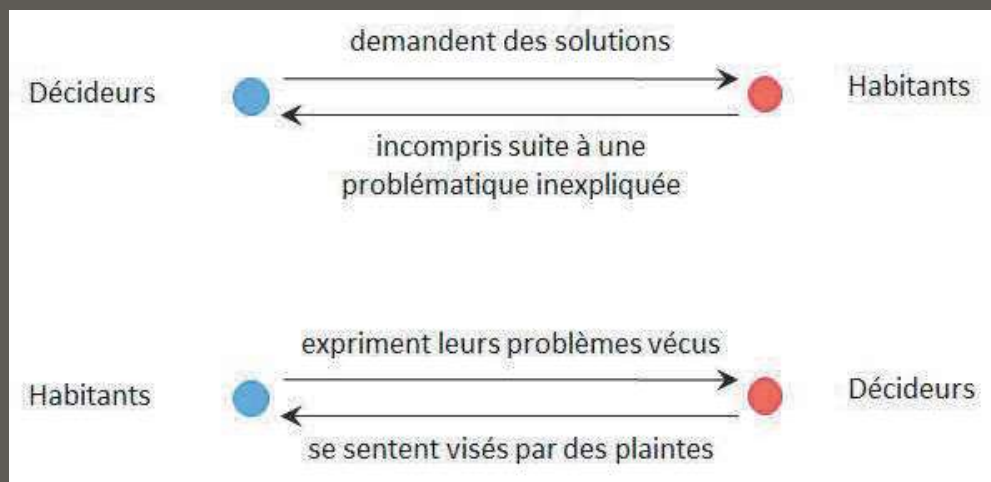 demandent des solutions
Décideurs
Habitants
incompris suite à une
problématique inexpliquée
expriment leurs problèmes vécus
Habitants
Décideurs
se sentent visés par des plaintes